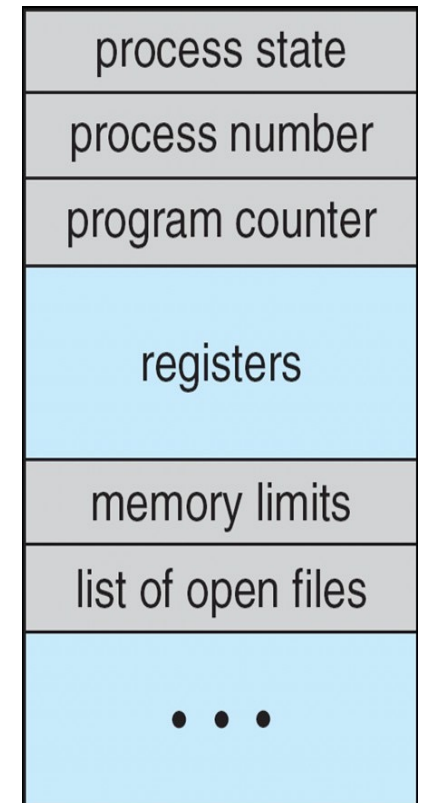 process state
process number
program counter
registers
memory limits
list of open files
• • •